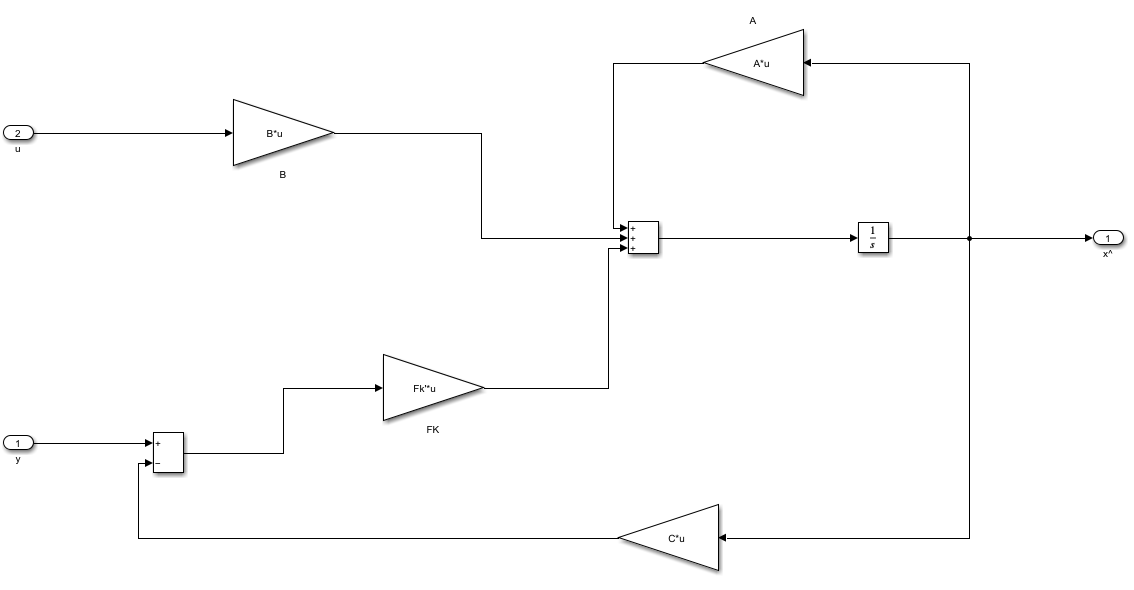 A
A*u
2
u
B*u
B
+
+
+
1
s
1
x^
Fk'*u
FK
1
y
+
−
C*u